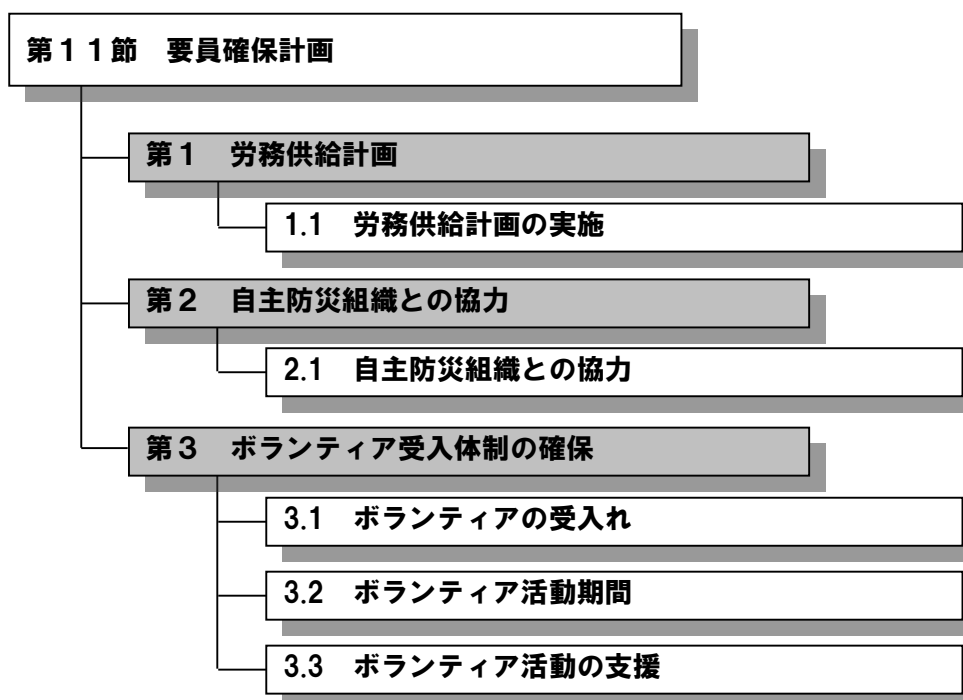 第１１節　要員確保計画
第１　労務供給計画
1.1　労務供給計画の実施
第２　自主防災組織との協力
2.1　自主防災組織との協力
第３　ボランティア受入体制の確保
3.1　ボランティアの受入れ
3.2　ボランティア活動期間
3.3　ボランティア活動の支援